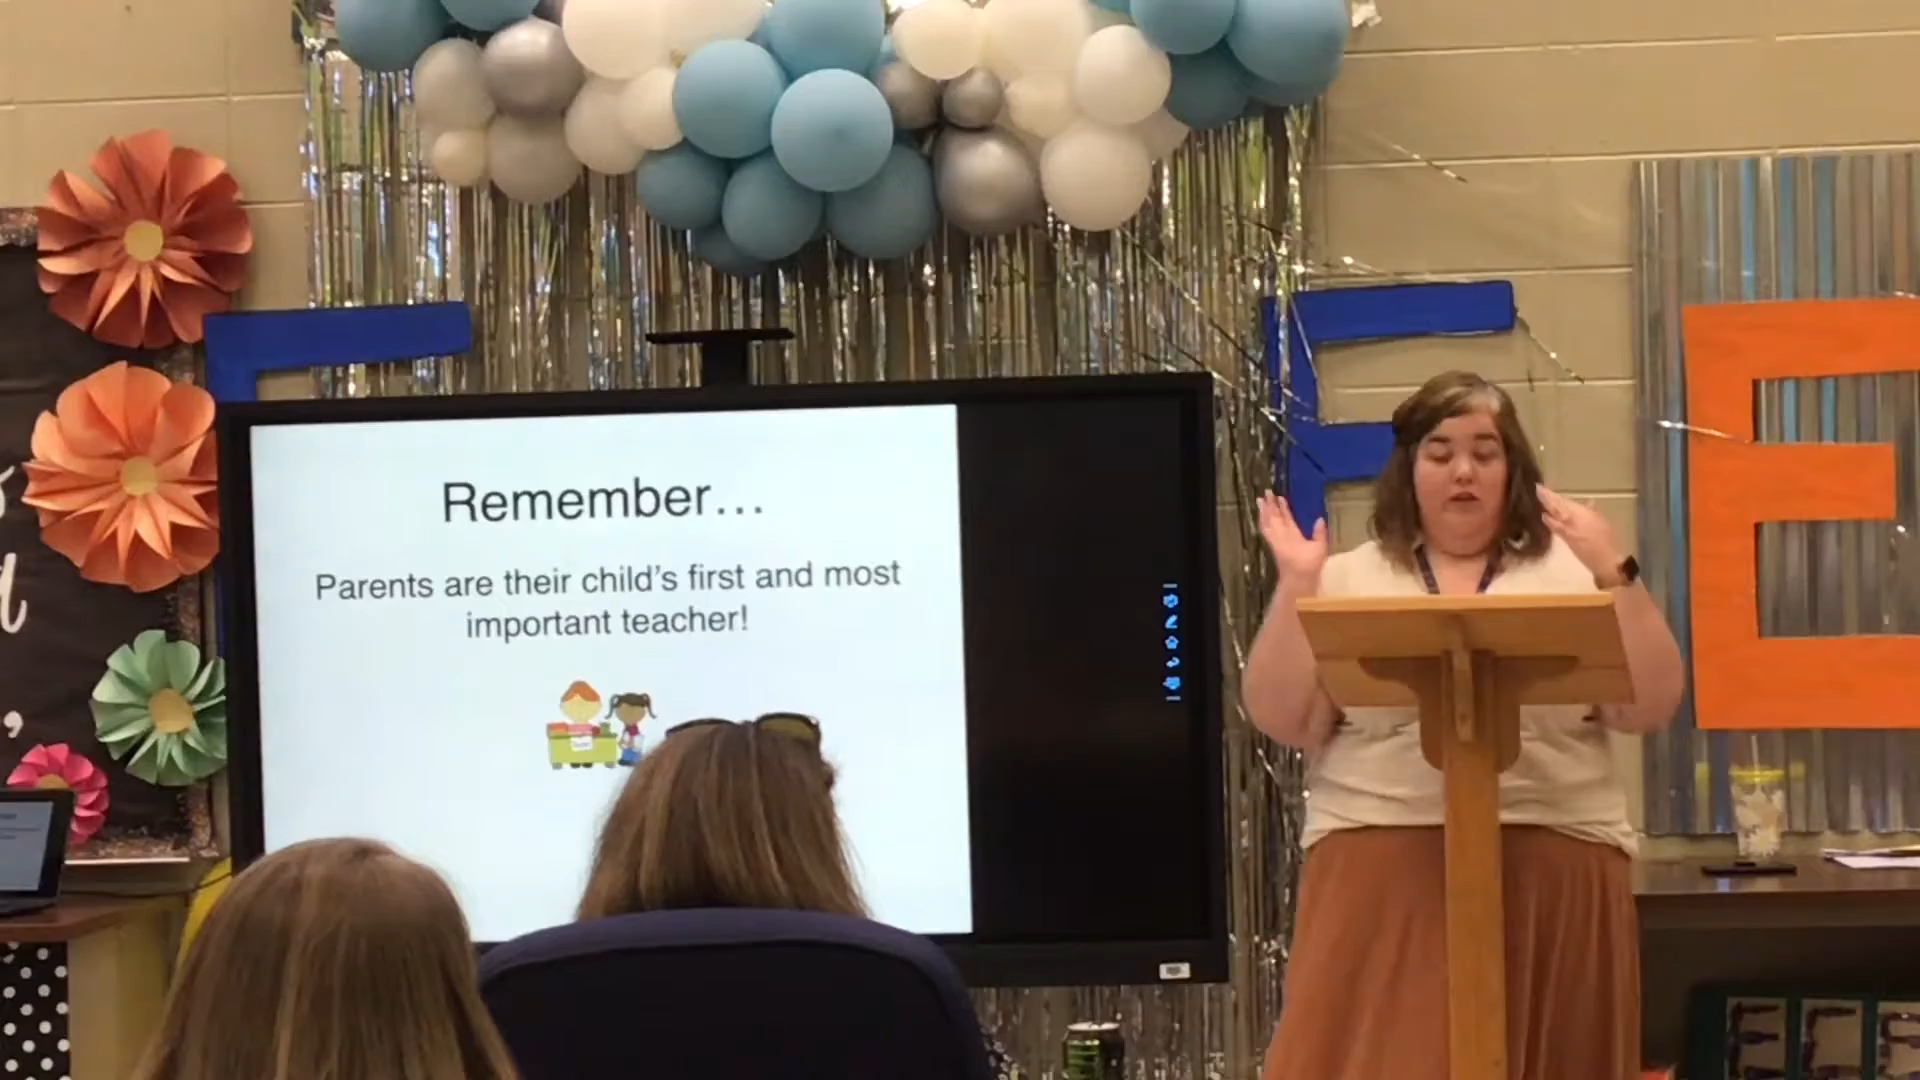 Remember...
Parents are their child's first and most
important teacher!
F
E